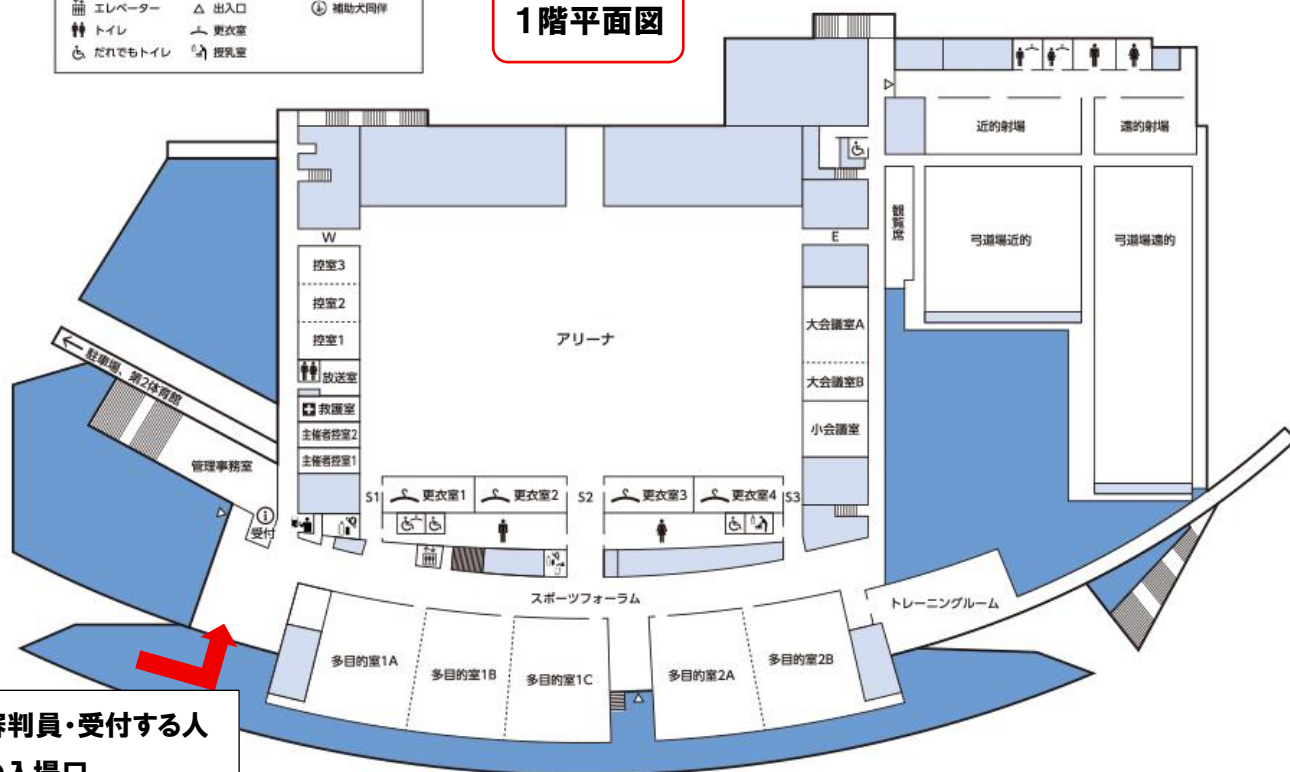 エレベーター
出入口
補助犬同伴
トイレ
更衣室
だれでもトイレ
授乳室
1階平面図
近的射場
遠的射場
観覧席
弓道場近的
弓道場遠的
W
E
控室3
控室2
控室1
放送室
救護室
主催者控室2
主催者控室1
アリーナ
大会議室A
大会議室B
小会議室
← 駐車場、第2体育館
管理事務室
受付
S1
更衣室1
更衣室2
S2
更衣室3
更衣室4
S3
スポーツフォーラム
トレーニングルーム
多目的室1A
多目的室1B
多目的室1C
多目的室2A
多目的室2B
審判員・受付する人
の入場口